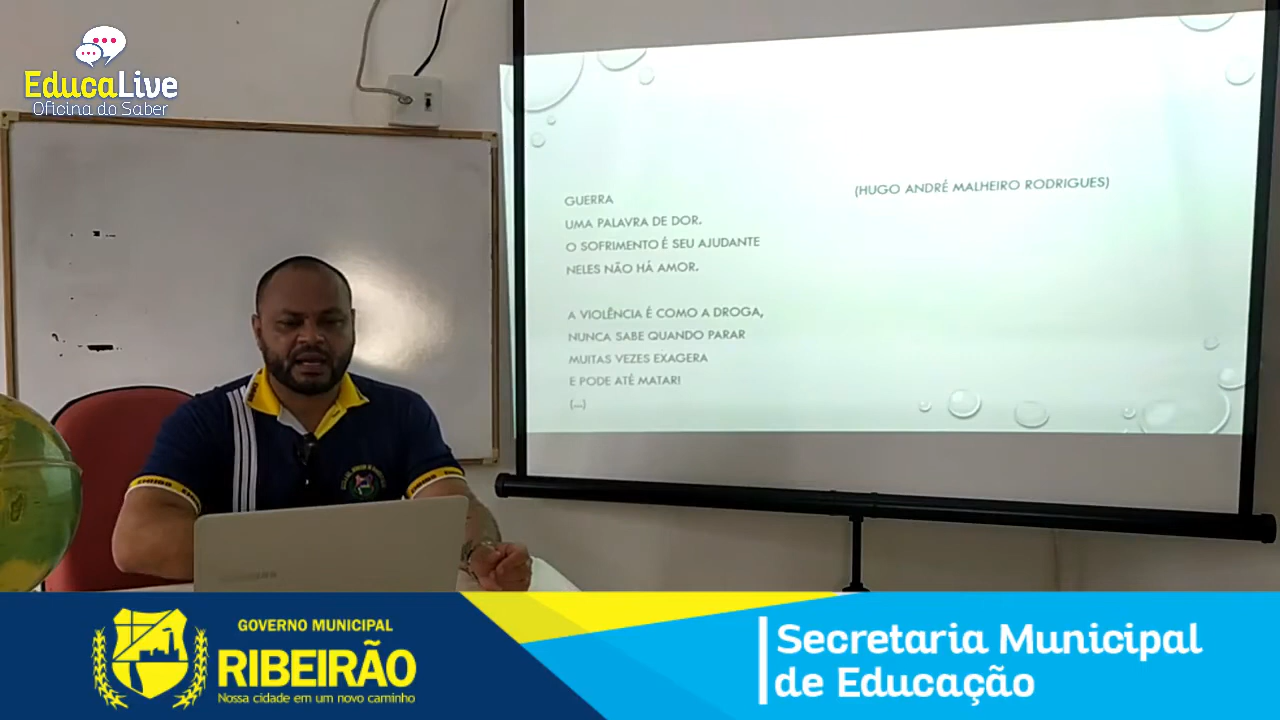 EducaLive
Oficina do Saber
(HUGO ANDRÉ MALHEIRO RODRIGUES)
GUERRA
UMA PALAVRA DE DOR.
O SOFRIMENTO É SEU AJUDANTE
NELES NÃO HÁ AMOR.
A VIOLÊNCIA É COMO A DROGA,
NUNCA SABE QUANDO PARAR
MUITAS VEZES EXAGERA
E PODE ATÉ MATAR!
(...)
GOVERNO MUNICIPAL
RIBEIRÃO
Nossa cidade em um novo caminho
Secretaria Municipal
de Educação